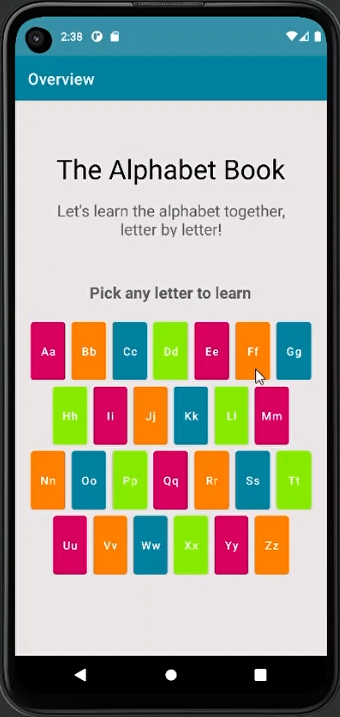 2:38
Overview
The Alphabet Book
Let's learn the alphabet together,
letter by letter!
Pick any letter to learn
Aa Bb Cc Dd Ee Ff Gg
Hh Ii Jj Kk Ll Mm
Nn Oo Pp Qq Rr Ss Tt
Uu Vv Ww Xx Yy Zz